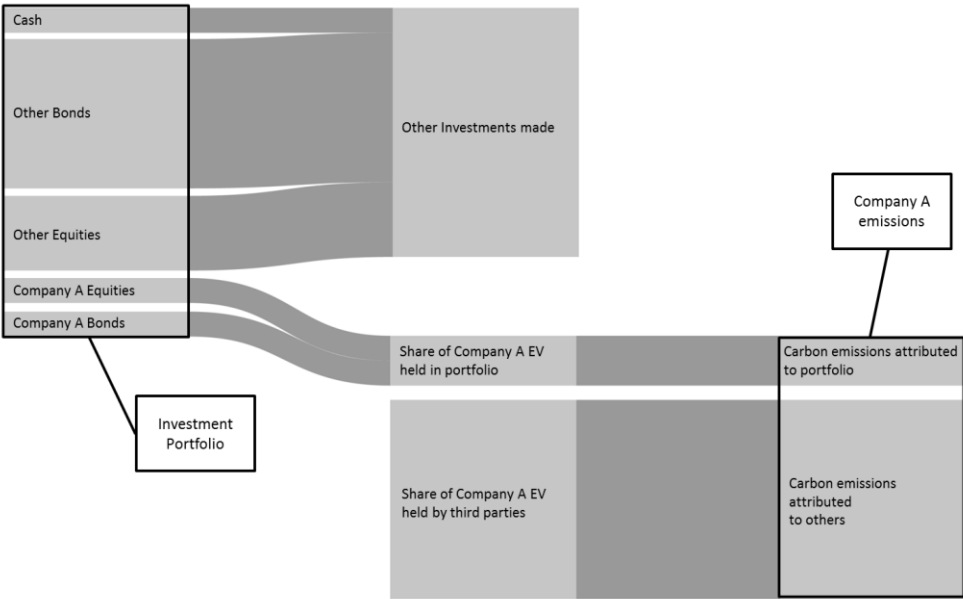 Cash
Other Bonds
Other Equities
Company A Equities
Company A Bonds
Investment
Portfolio
Other Investments made
Share of Company A EV
held in portfolio
Share of Company A EV
held by third parties
Company A
emissions
Carbon emissions attributed
to portfolio
Carbon emissions
attributed
to others